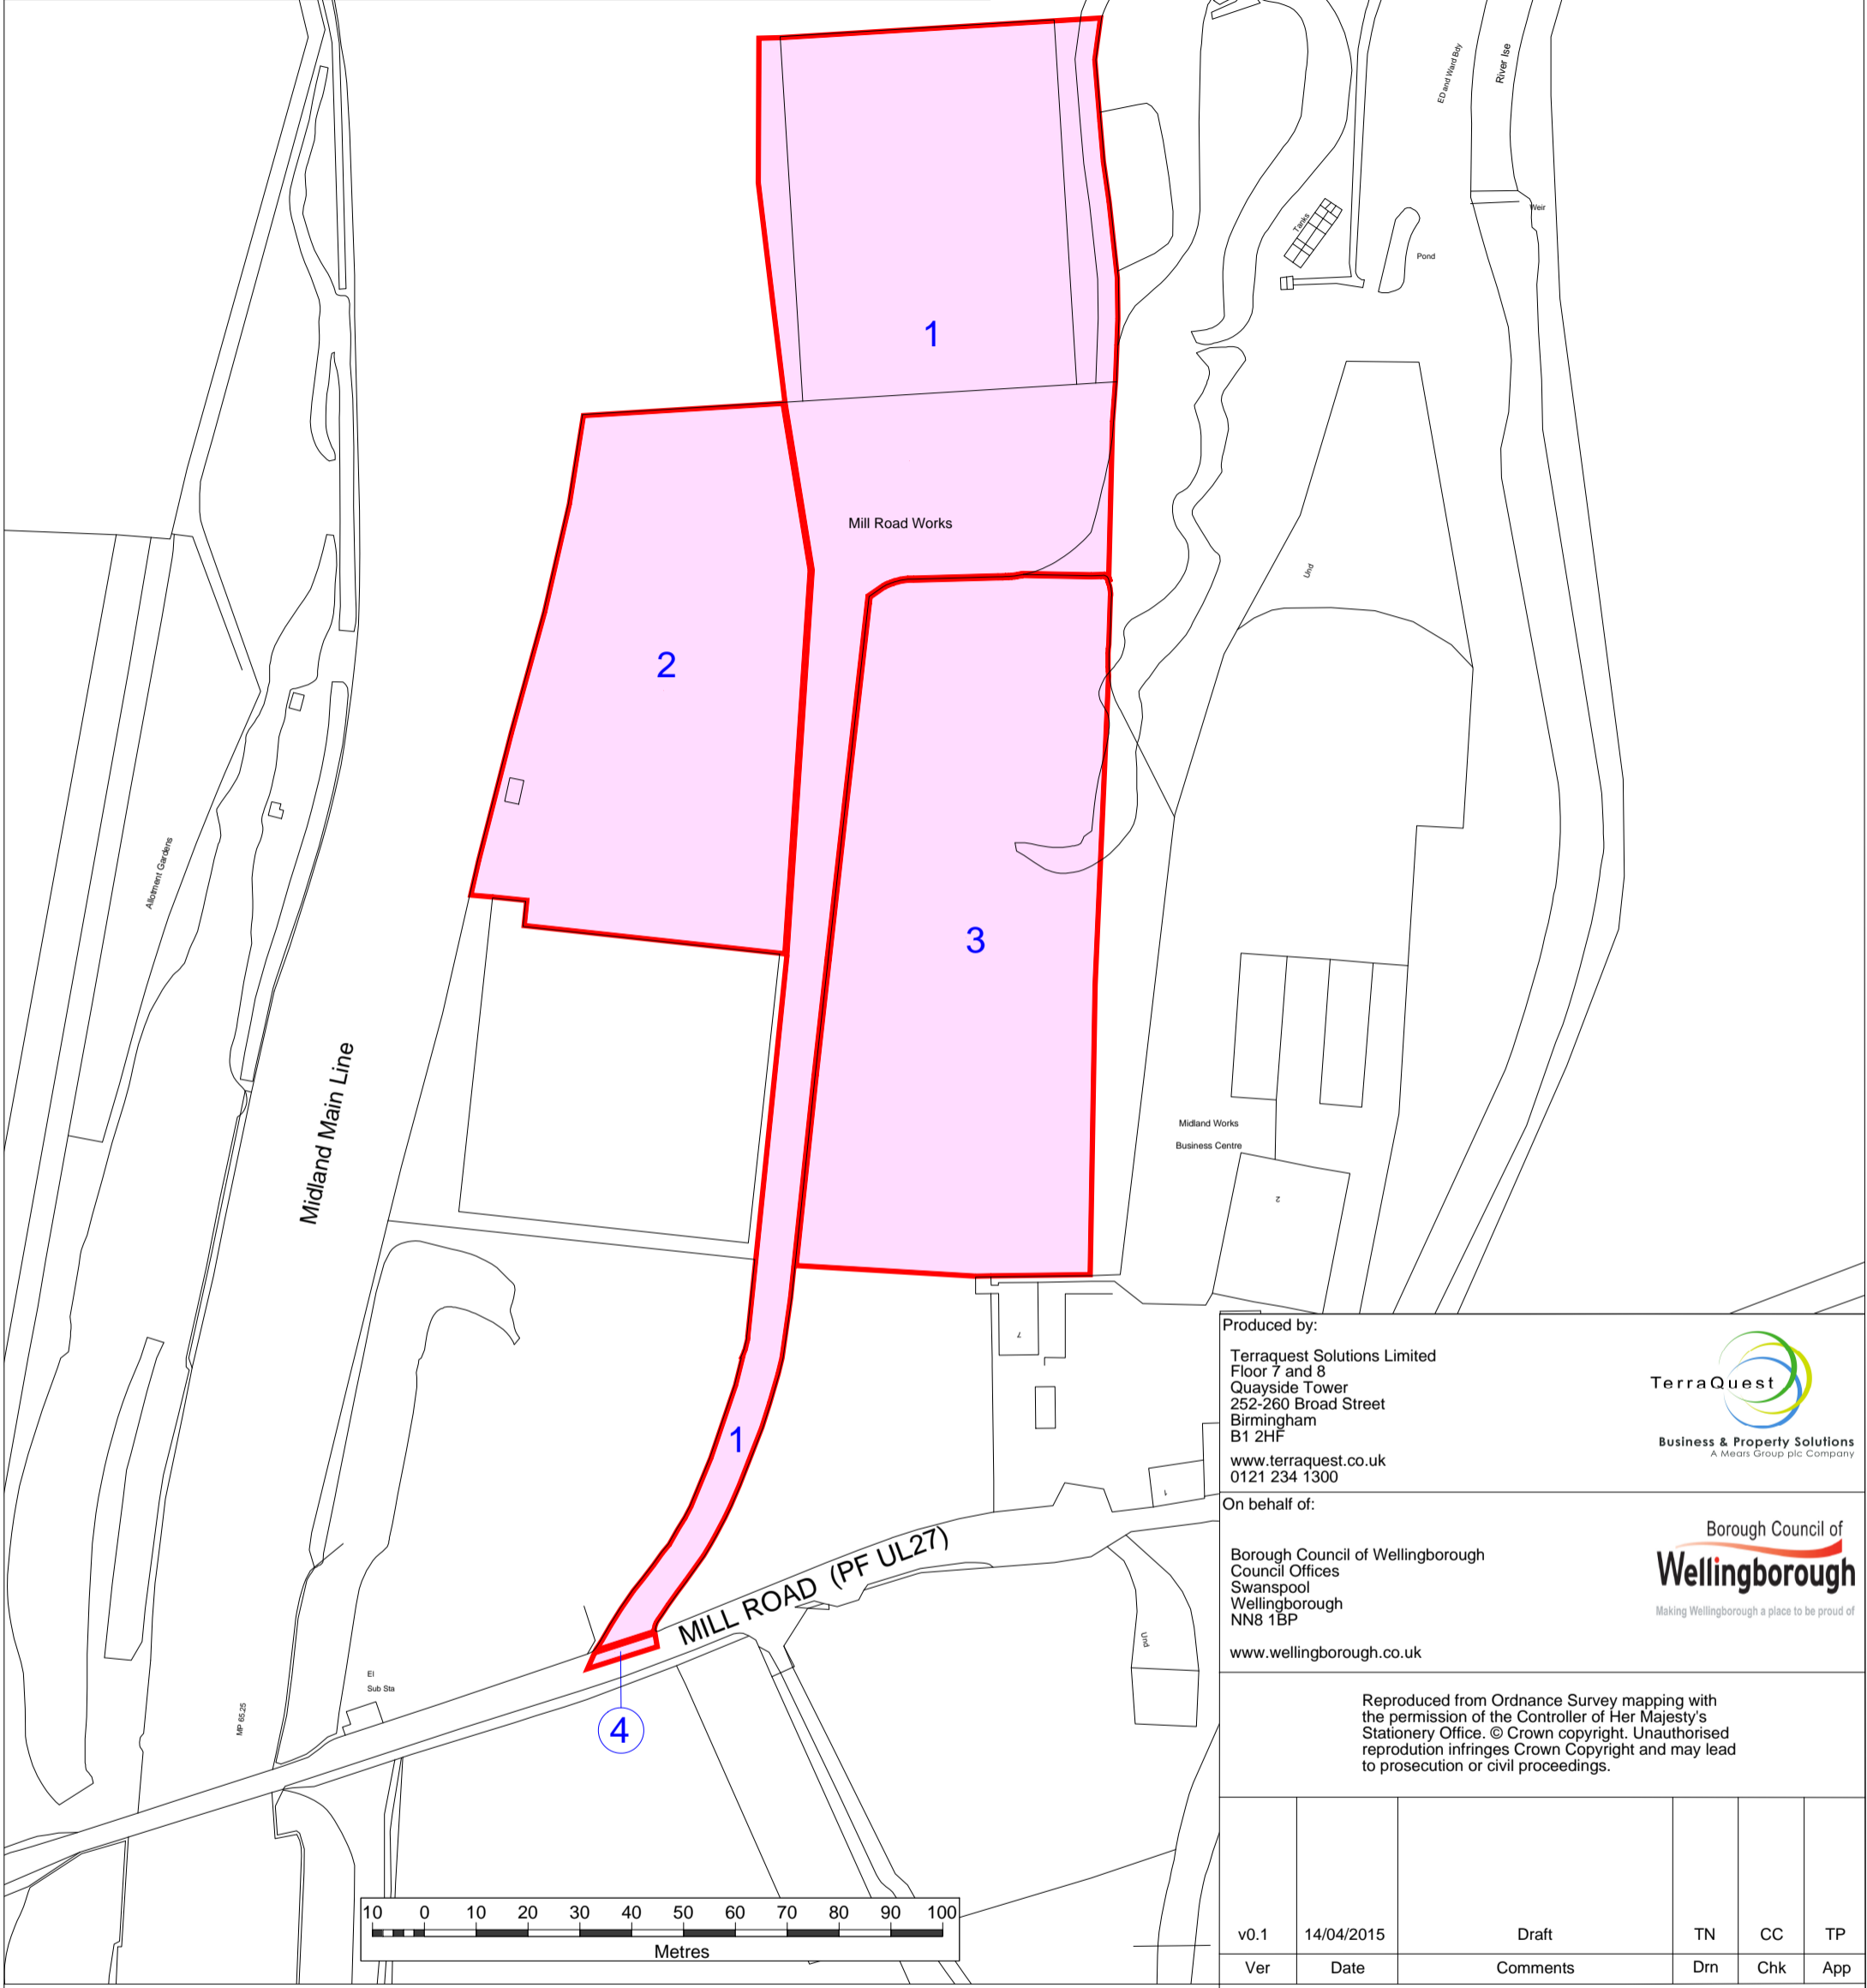 ED and Ward Bdy
River Ise
Weir
Tanks
Pond
1
Mill Road Works
Und
2
Allotment Gardens
3
Midland Main Line
Midland Works
Business Centre
2
7
1
1
MILL ROAD (PF UL27)
Und
El
Sub Sta
MP 65.25
4
10 0 10 20 30 40 50 60 70 80 90 100
Metres
Produced by:
Terraquest Solutions Limited
Floor 7 and 8
Quayside Tower
252-260 Broad Street
Birmingham
B1 2HF
www.terraquest.co.uk
0121 234 1300
TerraQuest
Business & Property Solutions
A Mears Group plc Company
On behalf of:
Borough Council of Wellingborough
Council Offices
Swanspool
Wellingborough
NN8 1BP
www.wellingborough.co.uk
Borough Council of
Wellingborough
Making Wellingborough a place to be proud of
Reproduced from Ordnance Survey mapping with
the permission of the Controller of Her Majesty's
Stationery Office. © Crown copyright. Unauthorised
reprodution infringes Crown Copyright and may lead
to prosecution or civil proceedings.
v0.1 14/04/2015 Draft TN CC TP
Ver Date Comments Drn Chk App